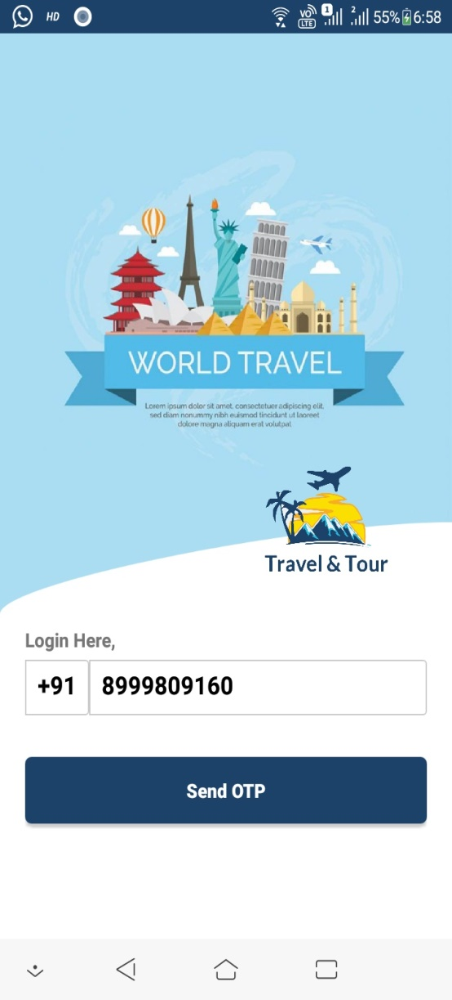 HD
VO LTE 1 2 55% 6:58
WORLD TRAVEL
Lorem ipsum dolor sit amet, consectetuer adipiscing elit,
sed diam nonummy nibh euismod tincidunt ut laoreet
dolore magna aliquam erat volutpat
Travel & Tour
Login Here,
+91 8999809160
Send OTP